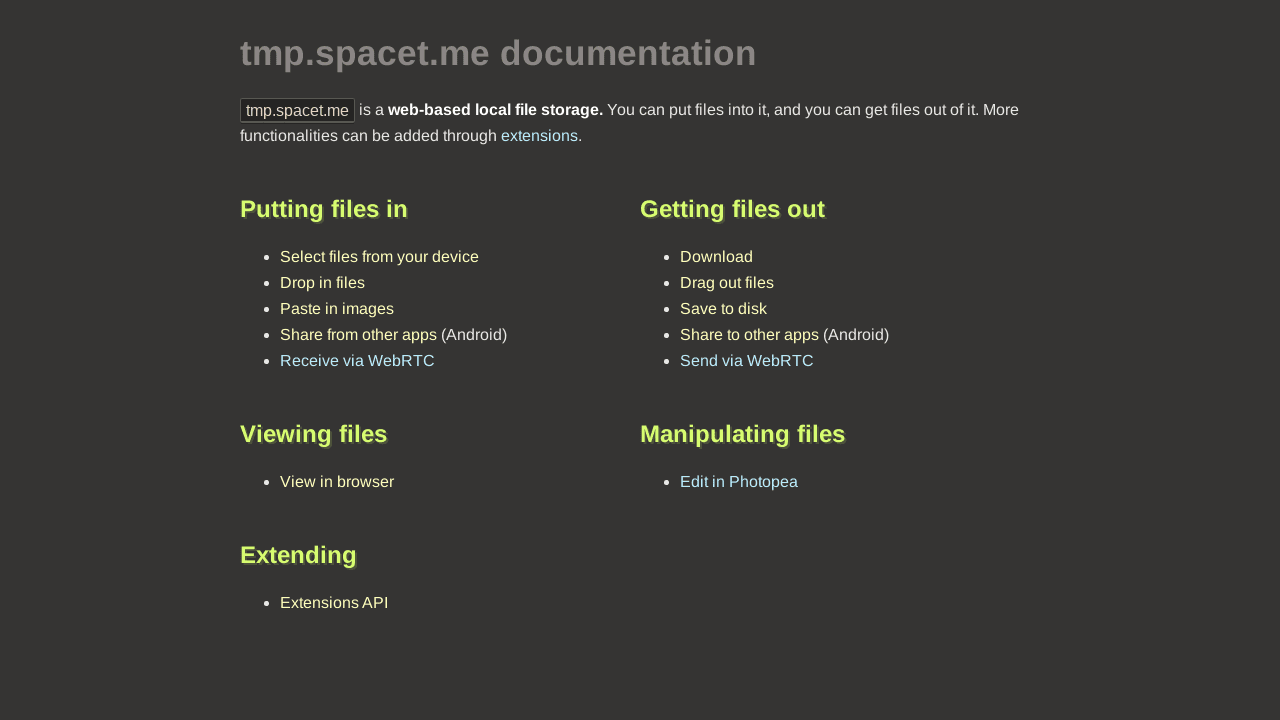 tmp.spacet.me documentation
tmp.spacet.me is a web-based local file storage. You can put files into it, and you can get files out of it. More
functionalities can be added through extensions.
Putting files in
Select files from your device
Drop in files
Paste in images
Share from other apps (Android)
Receive via WebRTC
Getting files out
Download
Drag out files
Save to disk
Share to other apps (Android)
Send via WebRTC
Viewing files
View in browser
Manipulating files
Edit in Photopea
Extending
Extensions API